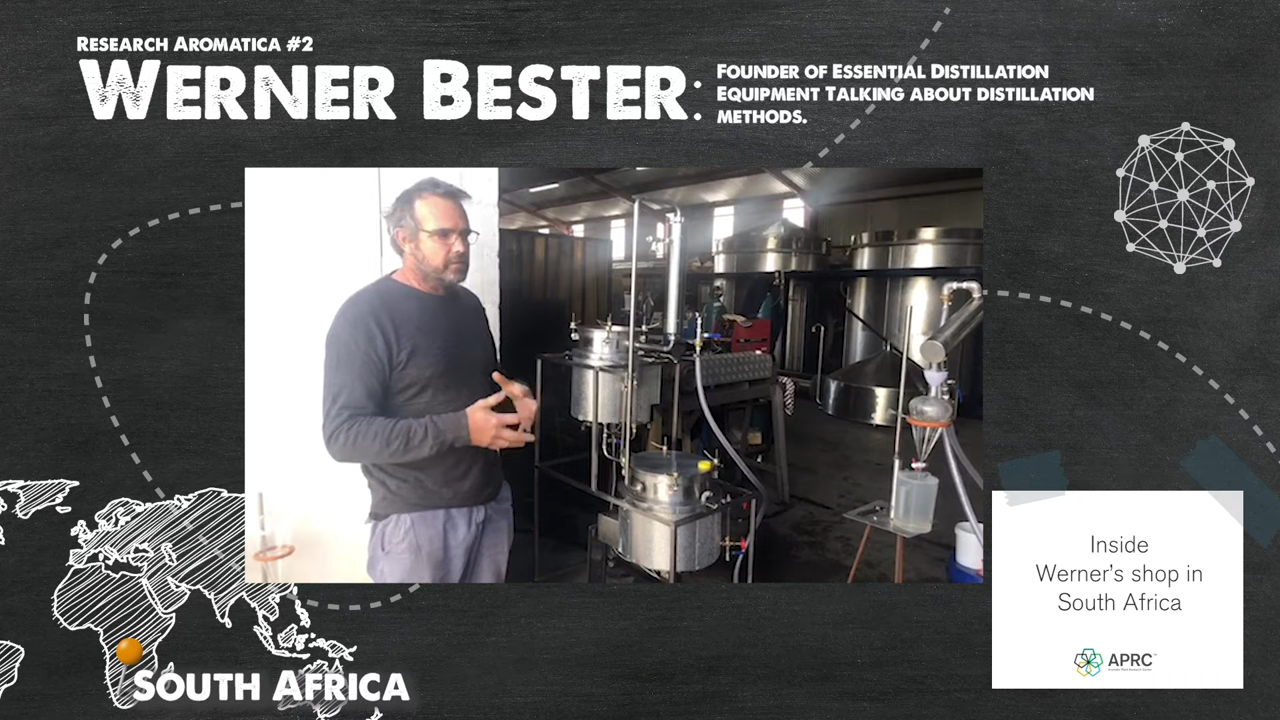 RESEARCH AROMATICA #2
WERNER BESTER:
FOUNDER OF ESSENTIAL DISTILLATION
EQUIPMENT TALKING ABOUT DISTILLATION
METHODS.
Inside
Werner's shop in
South Africa
APRC
SOUTH AFRICA